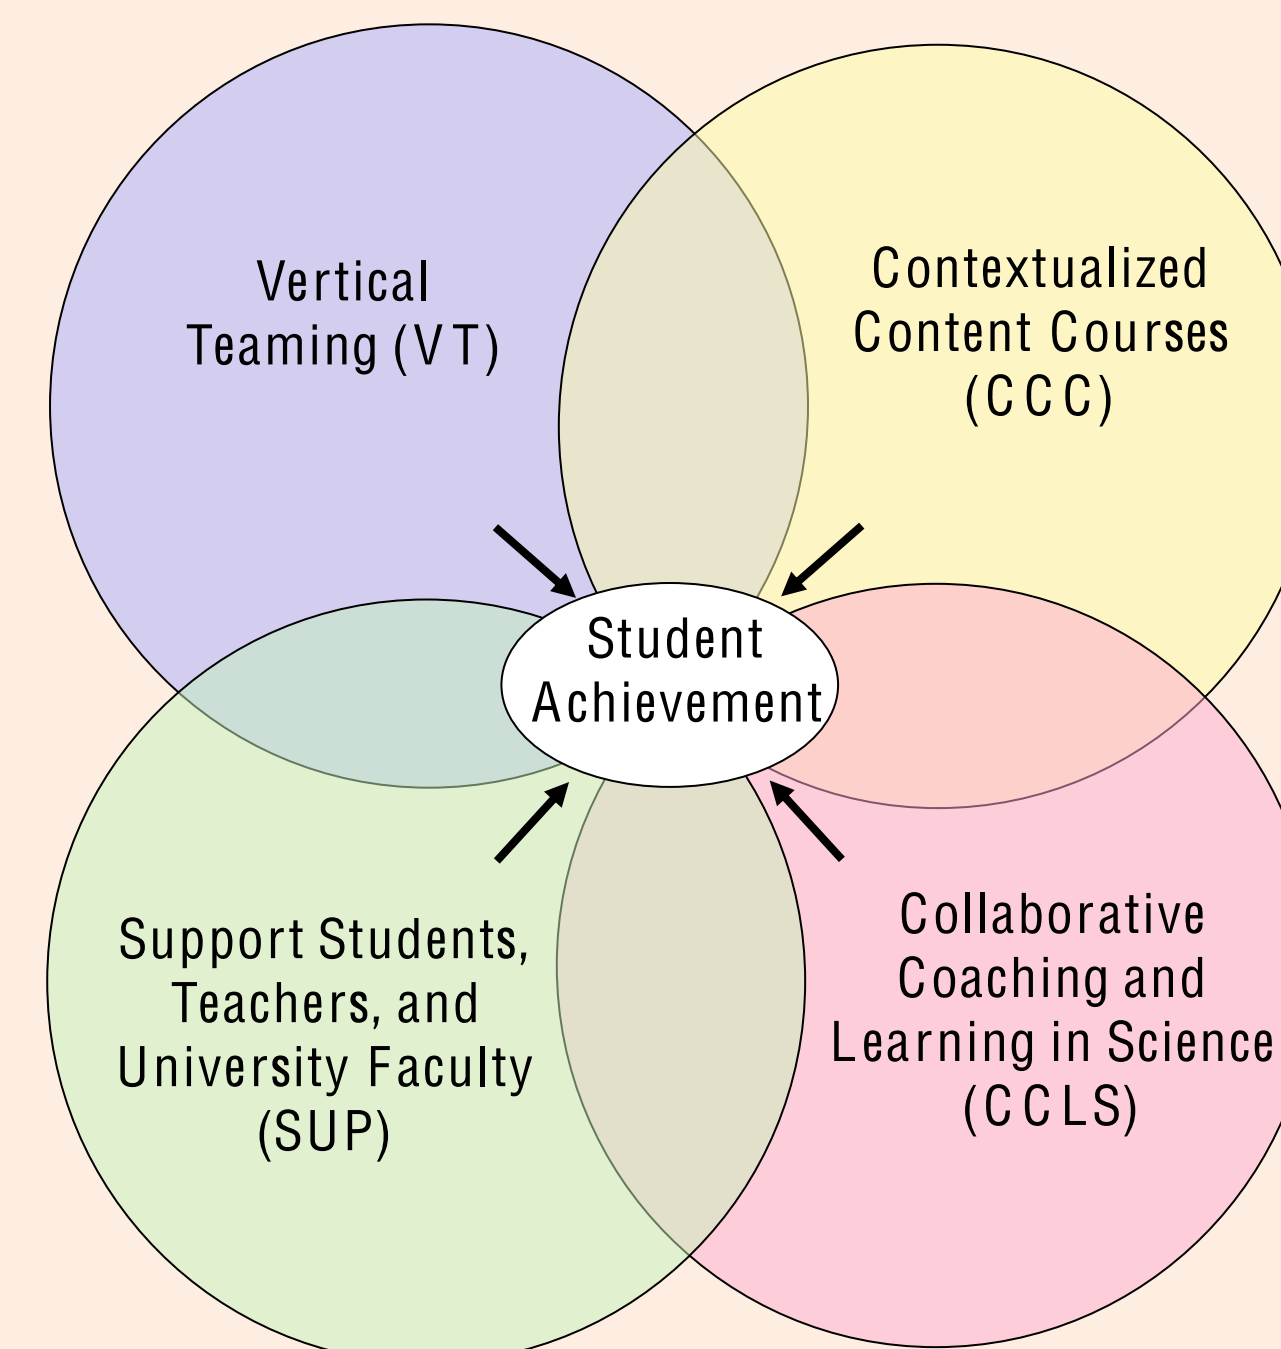 Vertical
Teaming (VT)
Contextualized
Content Courses
(CCC)
Student
Achievement
Support Students,
Teachers, and
University Faculty
(SUP)
Collaborative
Coaching and
Learning in Science
(CCLS)